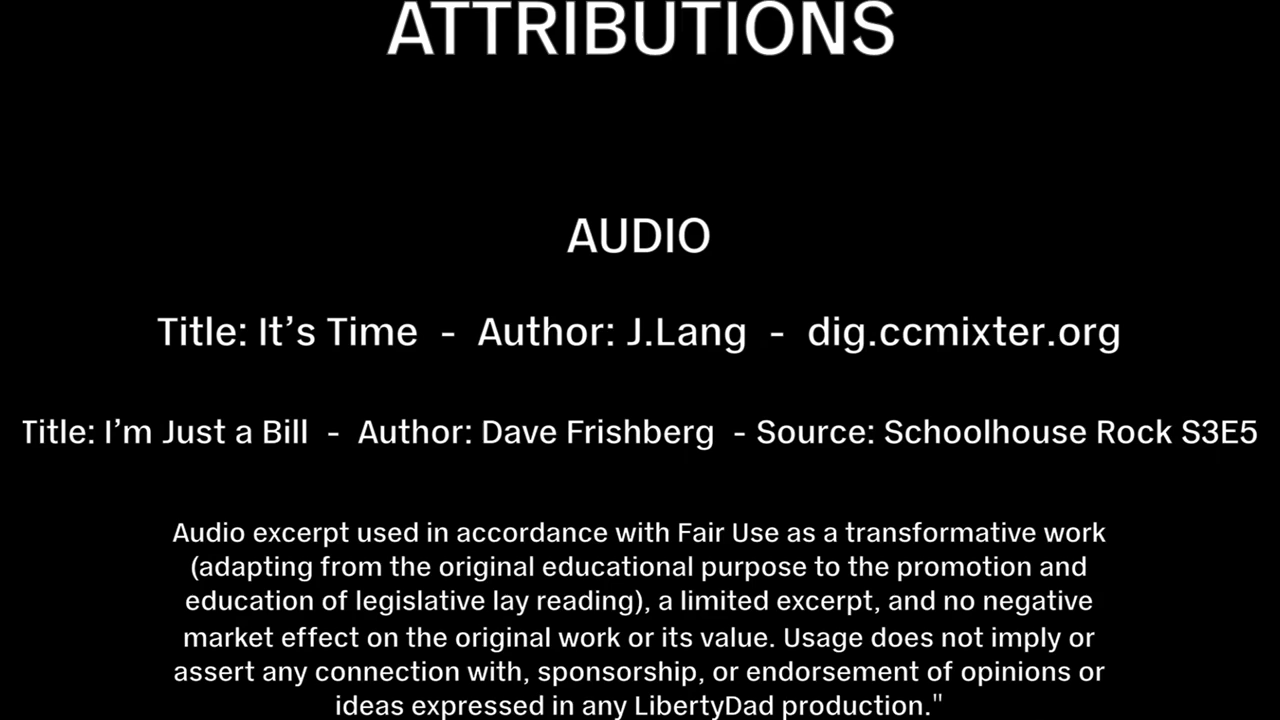 ATTRIBUTIONS
AUDIO
Title: It’s Time - Author: J.Lang - dig.ccmixter.org
Title: I’m Just a Bill - Author: Dave Frishberg - Source: Schoolhouse Rock S3E5
Audio excerpt used in accordance with Fair Use as a transformative work
(adapting from the original educational purpose to the promotion and
education of legislative lay reading), a limited excerpt, and no negative
market effect on the original work or its value. Usage does not imply or
assert any connection with, sponsorship, or endorsement of opinions or
ideas expressed in any LibertyDad production."